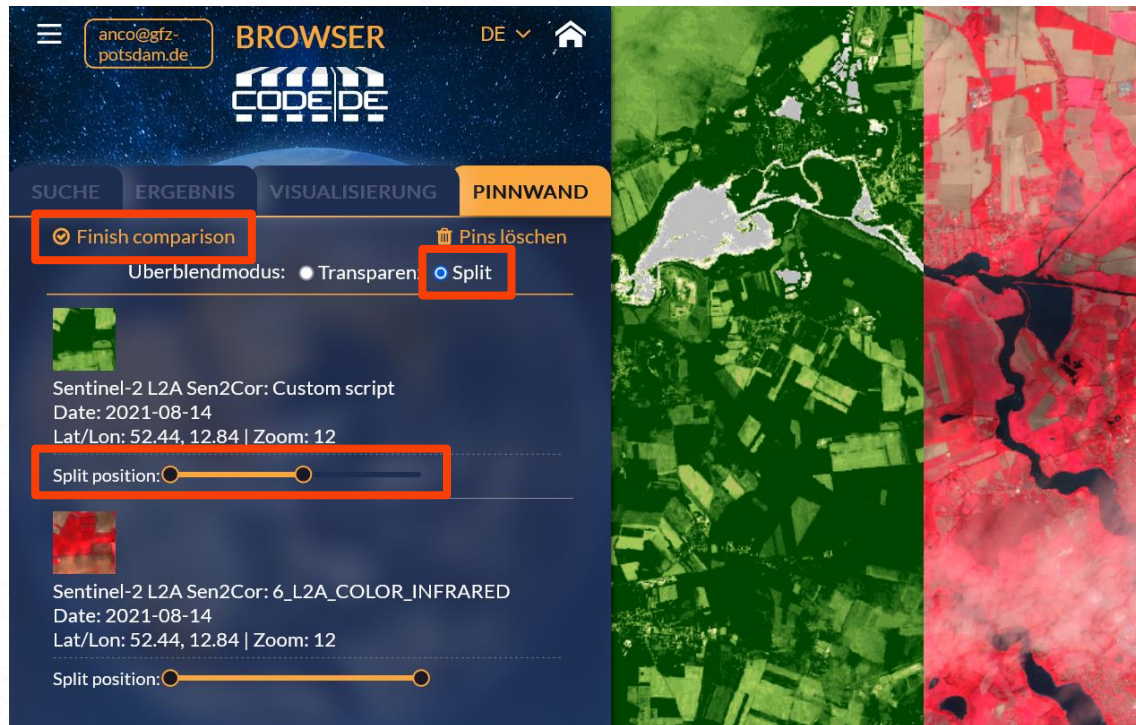 anco@gfz-
potsdam.de
BROWSER
DE
CODE DE
SUCHE ERGEBNIS VISUALISIERUNG PINNWAND
Finish comparison Pins löschen
Überblendmodus: Transparen Split
Sentinel-2 L2A Sen2Cor: Custom script
Date: 2021-08-14
Lat/Lon: 52.44, 12.84 | Zoom: 12
Split position:
Sentinel-2 L2A Sen2Cor: 6_L2A_COLOR_INFRARED
Date: 2021-08-14
Lat/Lon: 52.44, 12.84 | Zoom: 12
Split position: